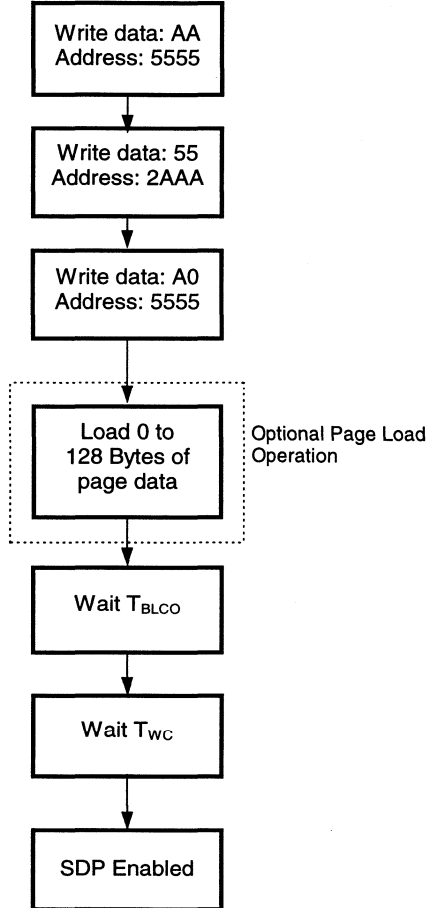 Write data: AA
Address: 5555
Write data: 55
Address: 2AAA
Write data: A0
Address: 5555
Load 0 to
128 Bytes of
page data
Optional Page Load
Operation
Wait TBLCO
Wait TWC
SDP Enabled